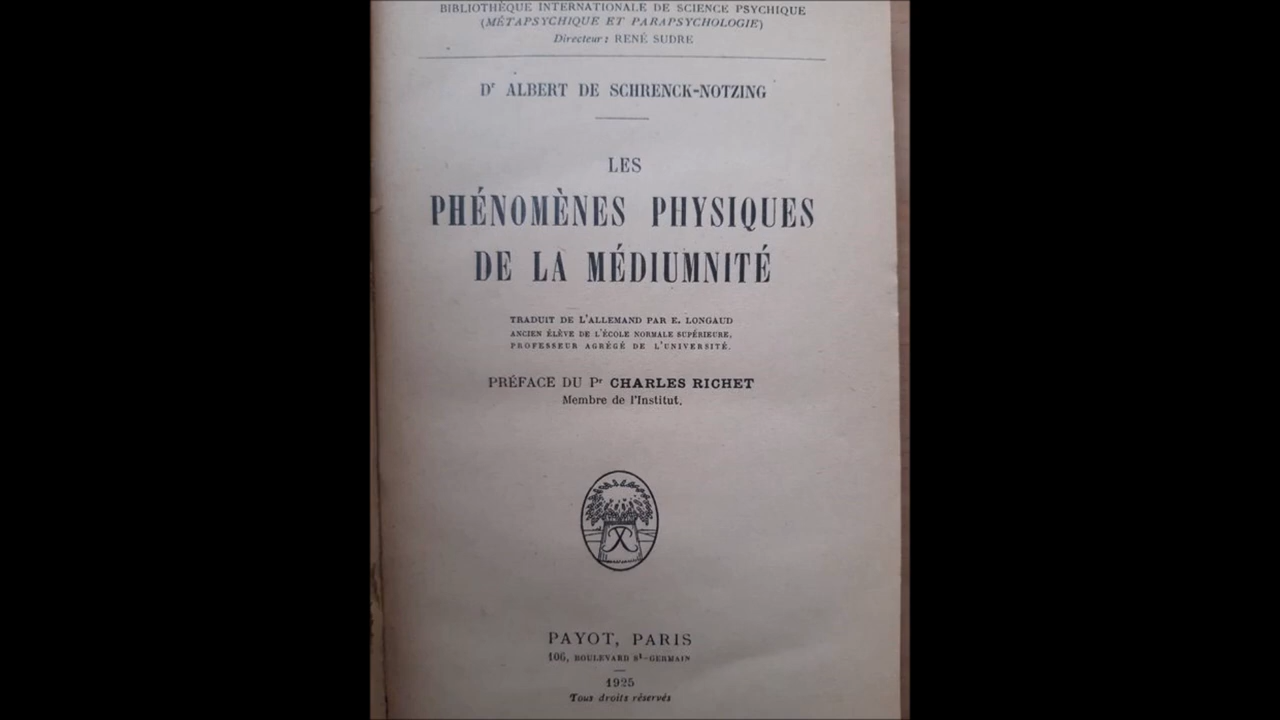 BIBLIOTHÈQUE INTERNATIONALE DE SCIENCE PSYCHIQUE
(MÉTAPSYCHIQUE ET PARAPSYCHOLOGIE)
Directeur : RENÉ SUDRE
Dr ALBERT DE SCHRENCK-NOTZING
LES
PHÉNOMÈNES PHYSIQUES
DE LA MÉDIUMNITÉ
TRADUIT DE L'ALLEMAND PAR E. LONGAUD
ANCIEN ÉLÈVE DE L'ÉCOLE NORMALE SUPÉRIEURE,
PROFESSEUR AGRÉGÉ DE L'UNIVERSITÉ.
PRÉFACE DU Pr CHARLES RICHET
Membre de l'Institut.
PAYOT, PARIS
106, BOULEVARD St-GERMAIN
1925
Tous droits réservés